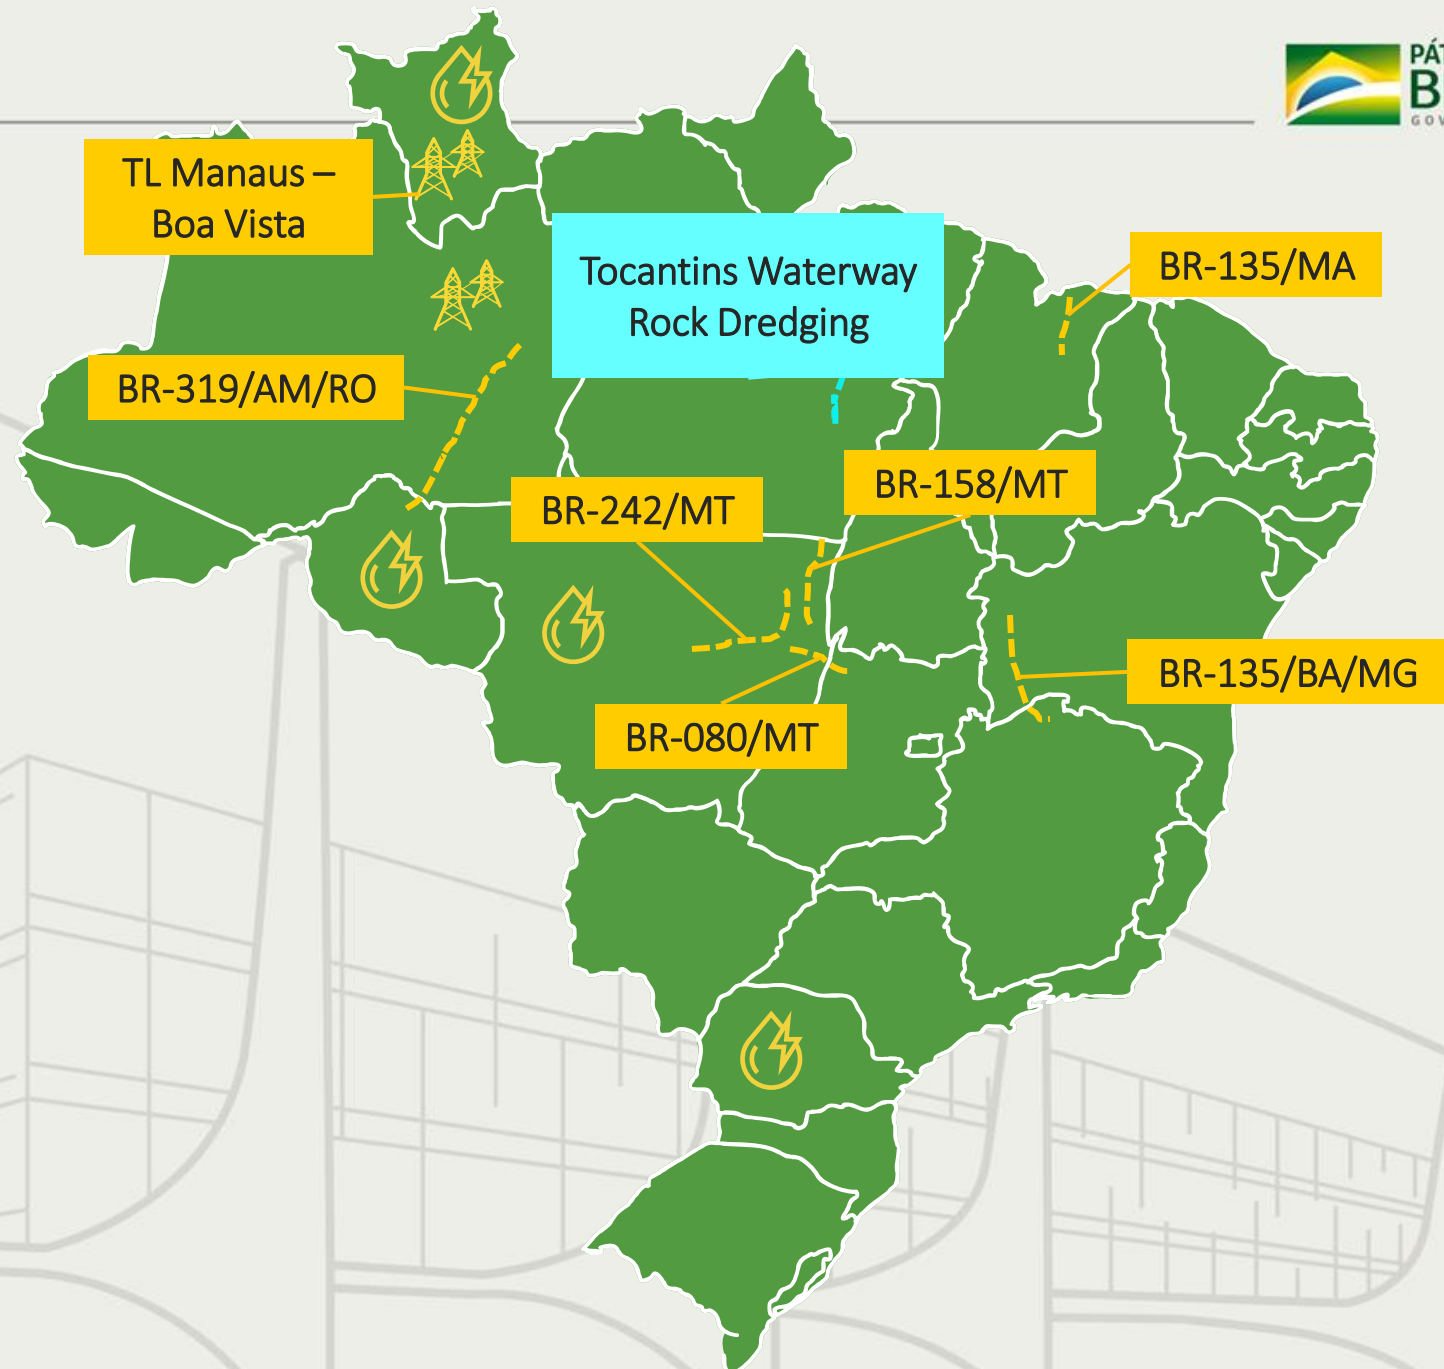 TL Manaus –
Boa Vista
Tocantins Waterway
Rock Dredging
BR-135/MA
BR-319/AM/RO
BR-158/MT
BR-242/MT
BR-135/BA/MG
BR-080/MT